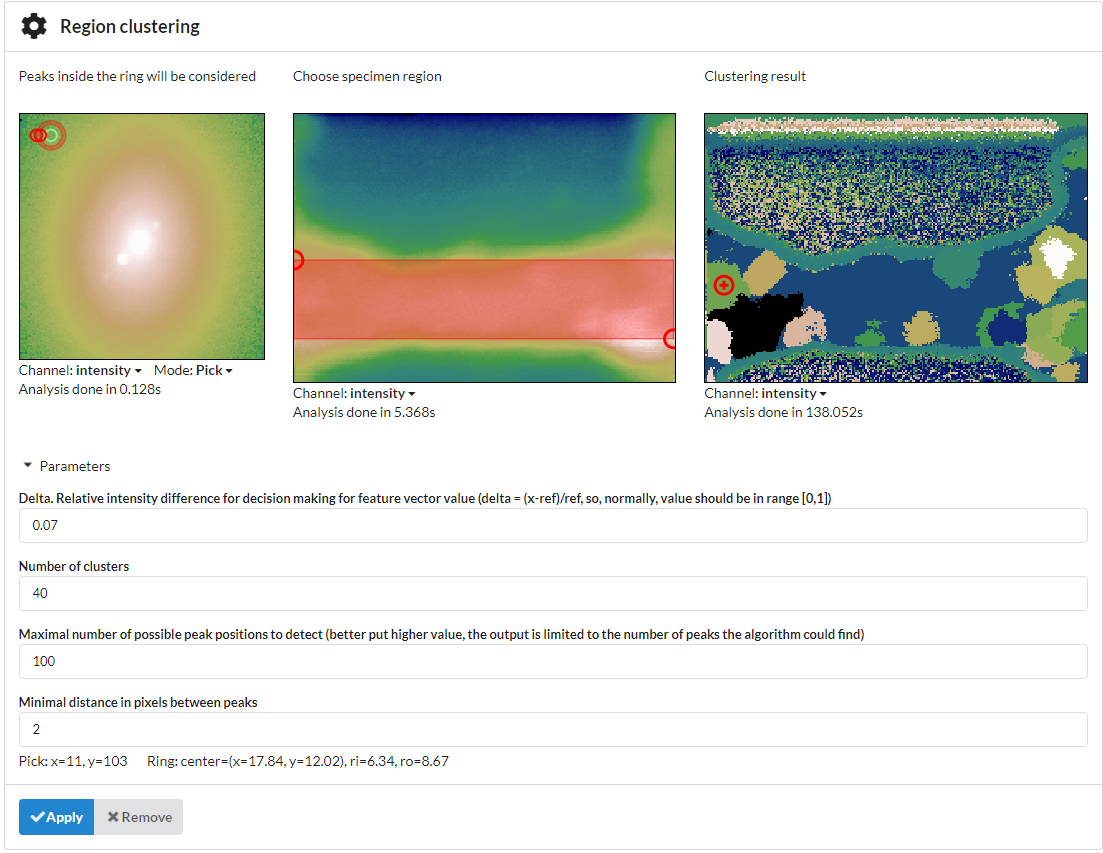 Region clustering
Peaks inside the ring will be considered
Choose specimen region
Clustering result
Channel: intensity Mode: Pick
Analysis done in 0.128s
Channel: intensity
Analysis done in 5.368s
Channel: intensity
Analysis done in 138.052s
Parameters
Delta. Relative intensity difference for decision making for feature vector value (delta = (x-ref)/ref, so, normally, value should be in range [0,1])
0.07
Number of clusters
40
Maximal number of possible peak positions to detect (better put higher value, the output is limited to the number of peaks the algorithm could find)
100
Minimal distance in pixels between peaks
2
Pick: x=11, y=103 Ring: center=(x=17.84, y=12.02), ri=6.34, ro=8.67
Apply
Remove